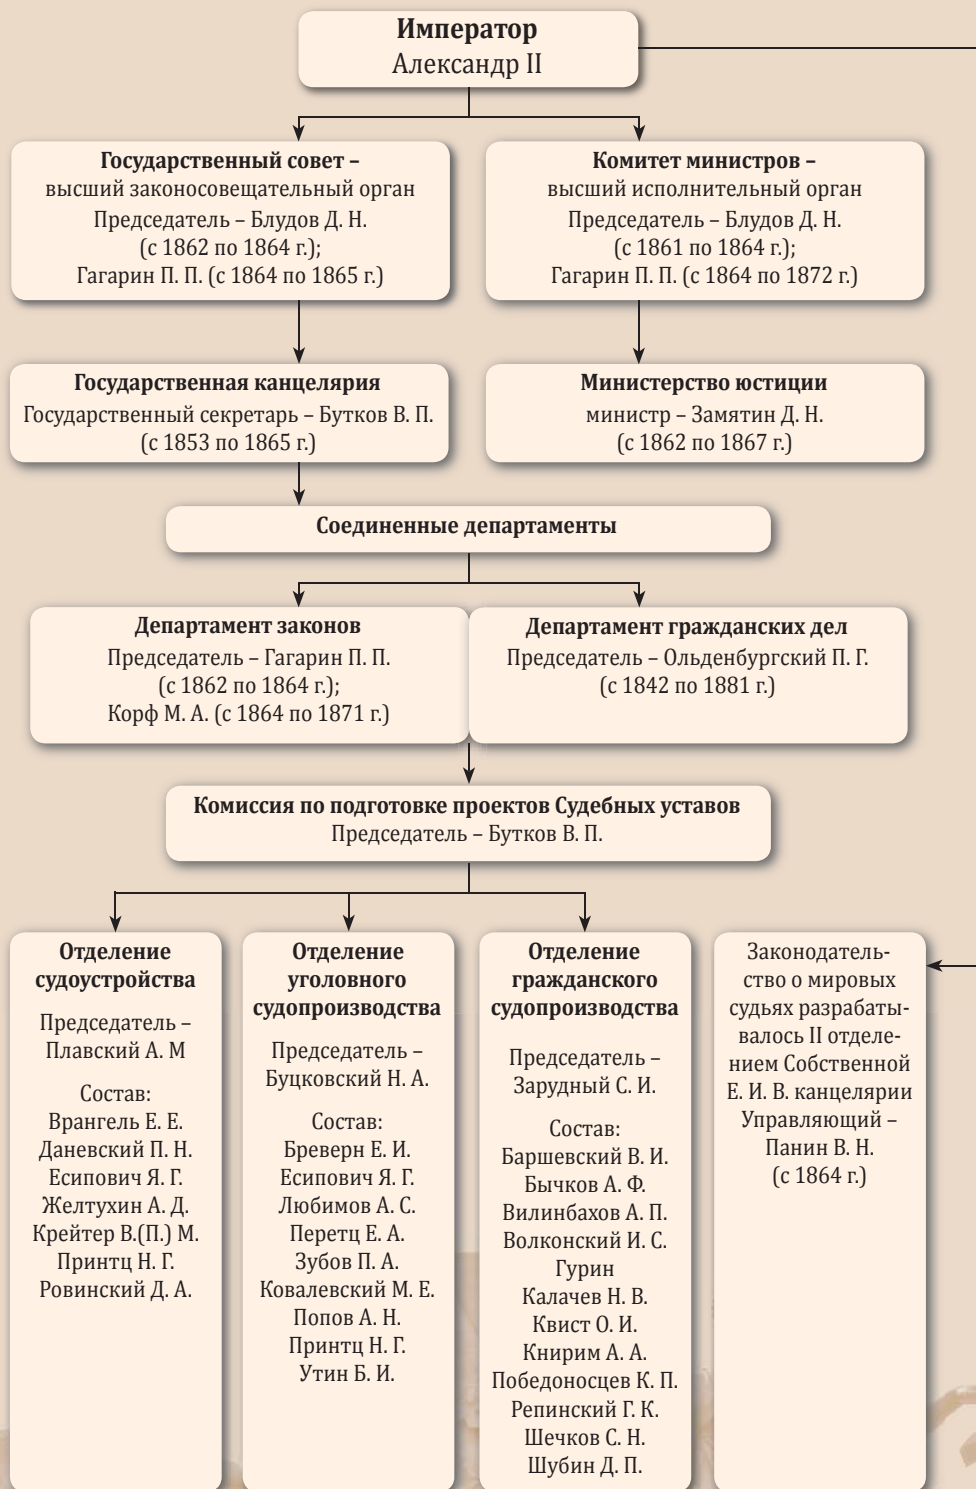 Император
Александр II
Государственный совет –
высший законосовещательный орган
Председатель – Блудов Д. Н.
(с 1862 по 1864 г.);
Гагарин П. П. (с 1864 по 1865 г.)
Комитет министров –
высший исполнительный орган
Председатель – Блудов Д. Н.
(с 1861 по 1864 г.);
Гагарин П. П. (с 1864 по 1872 г.)
Государственная канцелярия
Государственный секретарь – Бутков В. П.
(с 1853 по 1865 г.)
Министерство юстиции
министр – Замятин Д. Н.
(с 1862 по 1867 г.)
Соединенные департаменты
Департамент законов
Председатель – Гагарин П. П.
(с 1862 по 1864 г.);
Корф М. А. (с 1864 по 1871 г.)
Департамент гражданских дел
Председатель – Ольденбургский П. Г.
(с 1842 по 1881 г.)
Комиссия по подготовке проектов Судебных уставов
Председатель – Бутков В. П.
Отделение
судоустройства
Председатель –
Плавский А. М
Состав:
Врангель Е. Е.
Даневский П. Н.
Есипович Я. Г.
Желтухин А. Д.
Крейтер В.(П.) М.
Принтц Н. Г.
Ровинский Д. А.
Отделение
уголовного
судопроизводства
Председатель –
Буцковский Н. А.
Состав:
Бреверн Е. И.
Есипович Я. Г.
Любимов А. С.
Перетц Е. А.
Зубов П. А.
Ковалевский М. Е.
Попов А. Н.
Принтц Н. Г.
Утин Б. И.
Отделение
гражданского
судопроизводства
Председатель –
Зарудный С. И.
Состав:
Баршевский В. И.
Бычков А. Ф.
Вилинбахов А. П.
Волконский И. С.
Гурин
Калачев Н. В.
Квист О. И.
Книрим А. А.
Победоносцев К. П.
Репинский Г. К.
Шечков С. Н.
Шубин Д. П.
Законодатель-
ство о мировых
судьях разрабаты-
валось II отделе-
нием Собственной
Е. И. В. канцелярии
Управляющий –
Панин В. Н.
(с 1864 г.)